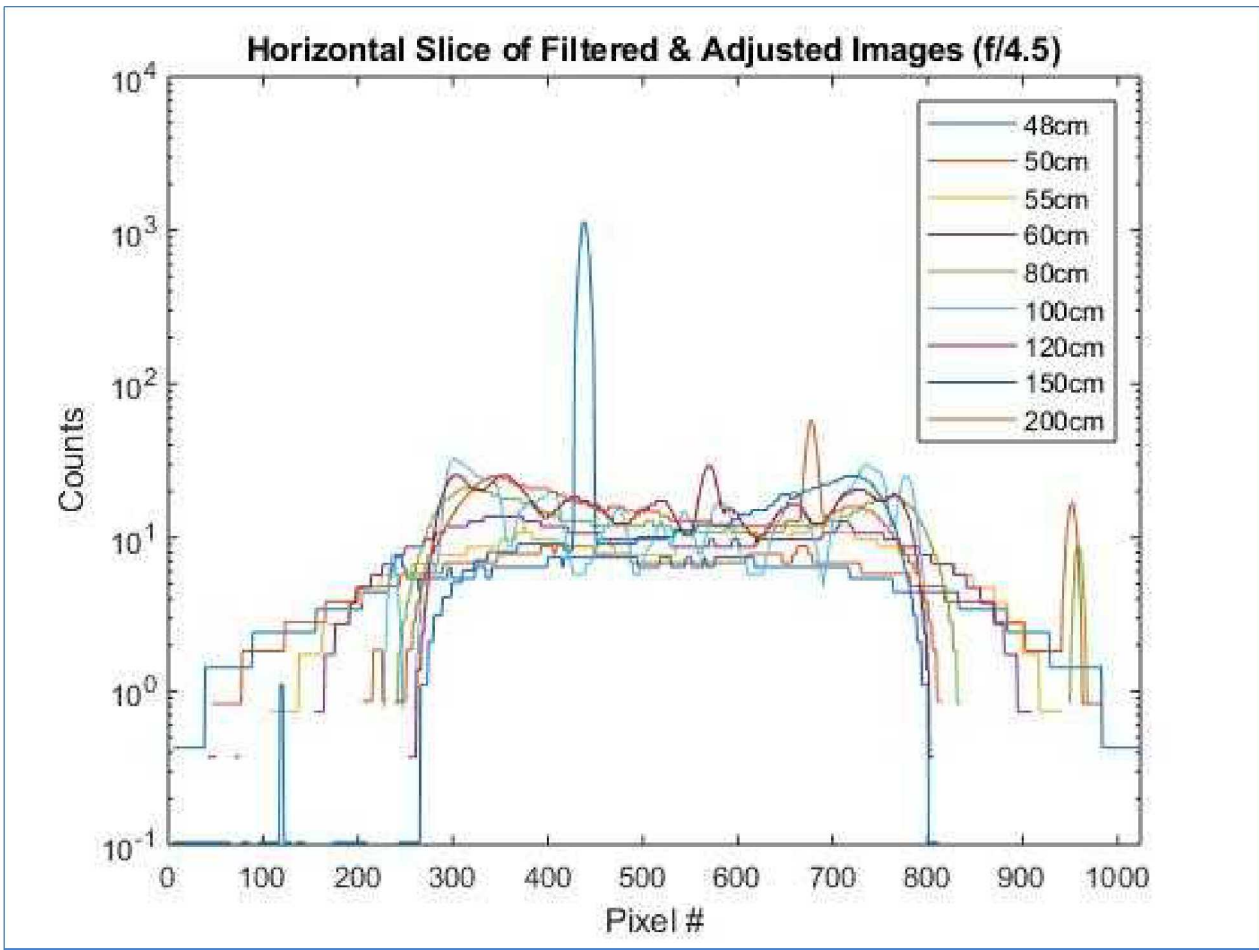 Horizontal Slice of Filtered & Adjusted Images (f/4.5)
10^4
10^3
10^2
10^1
10^0
10^-1
Counts
48cm
50cm
55cm
60cm
80cm
100cm
120cm
150cm
200cm
0 100 200 300 400 500 600 700 800 900 1000
Pixel #